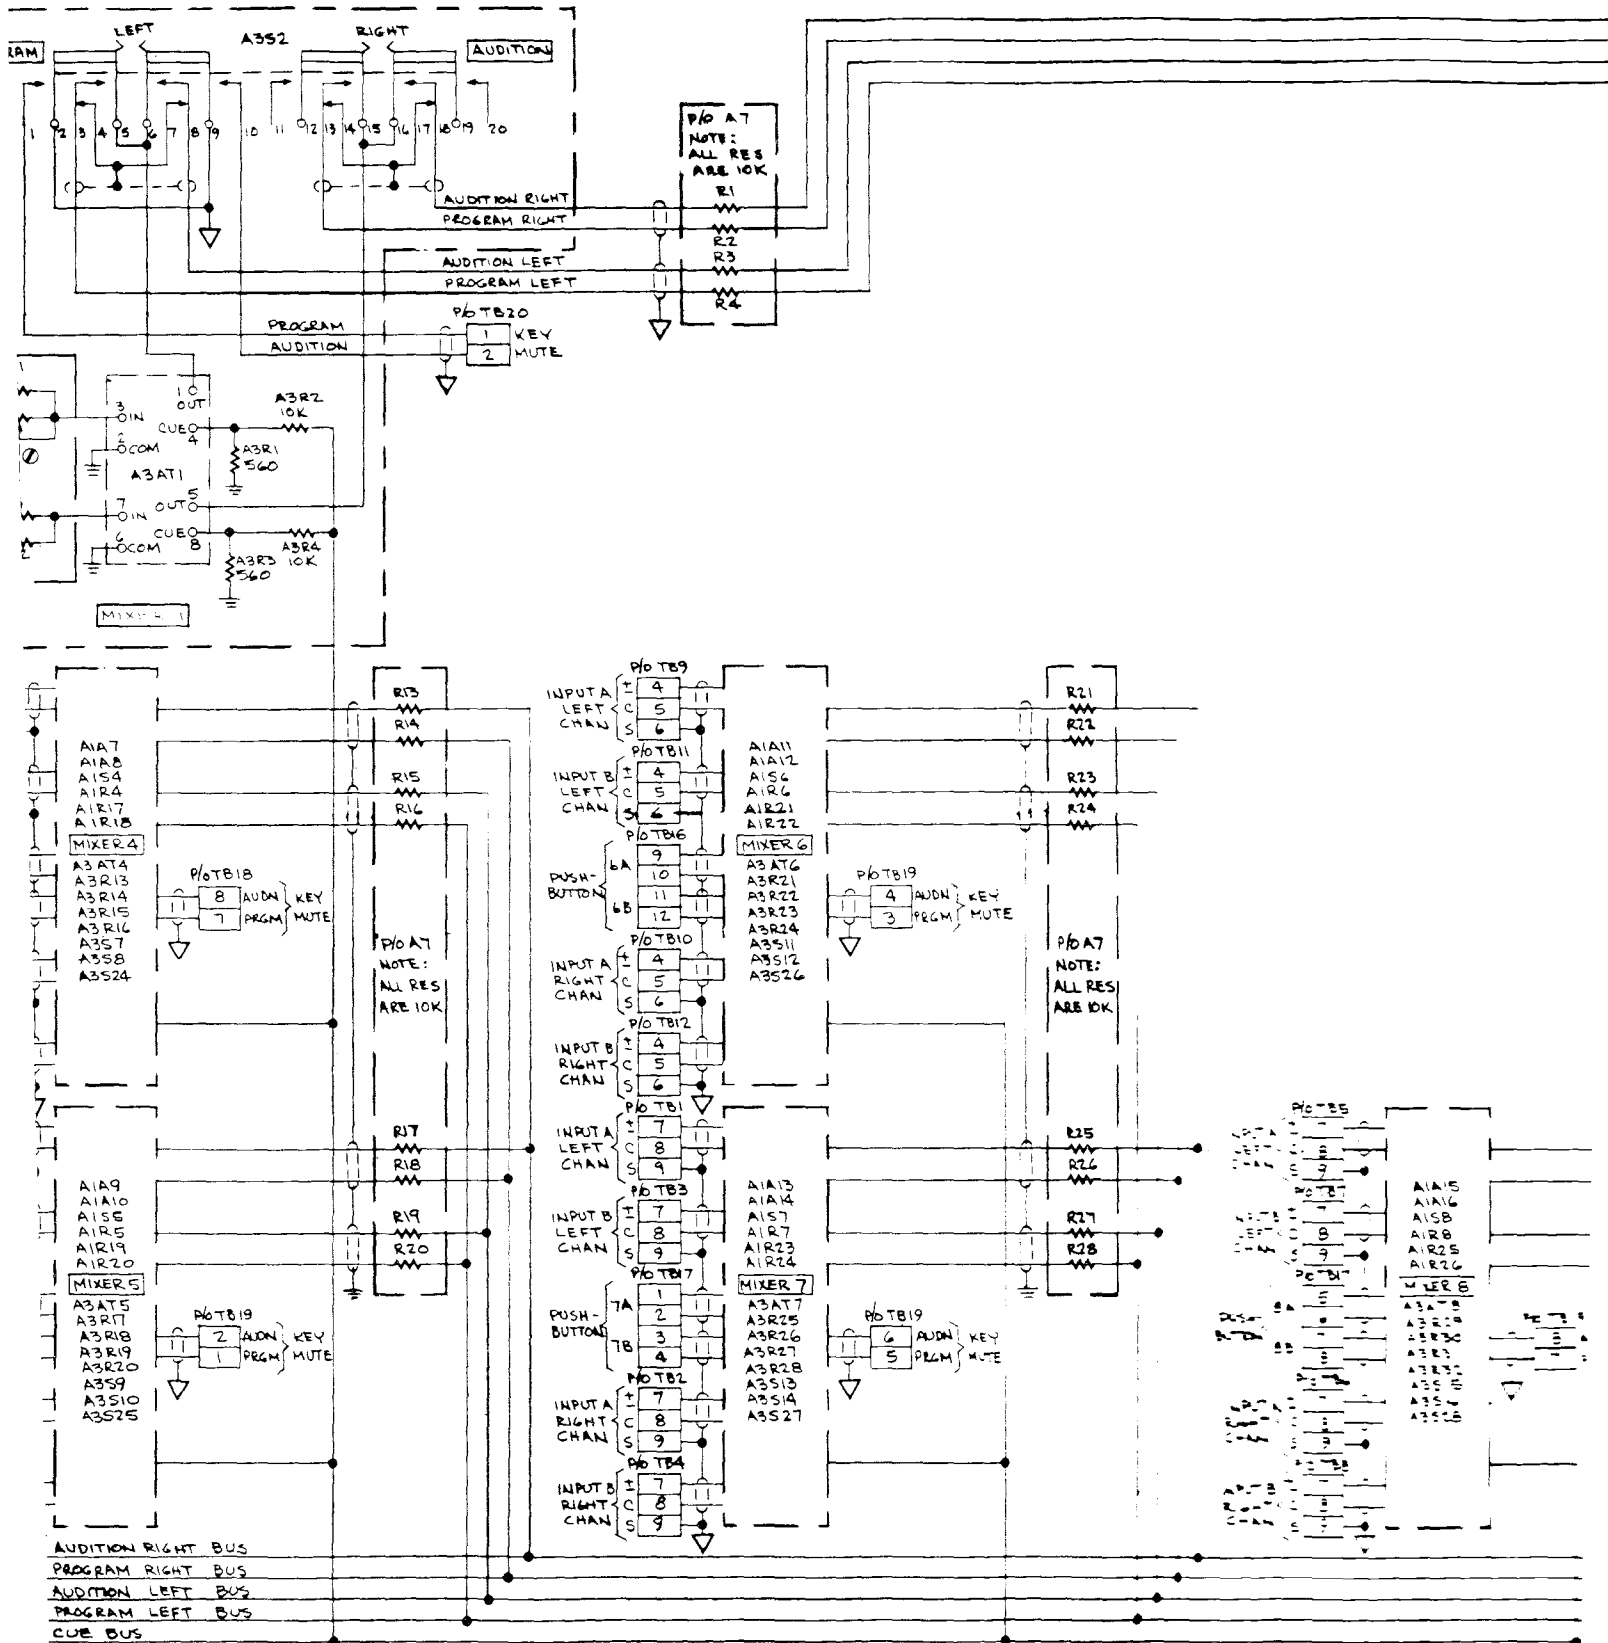 LEFT
A3S2
RIGHT
RAM
AUDITION
1 2 3 4 5 6 7 8 9 10 11 12 13 14 15 16 17 18 19 20
P/O A7
NOTE:
ALL RES
ARE 10K
R1
R2
R3
R4
AUDITION RIGHT
PROGRAM RIGHT
AUDITION LEFT
PROGRAM LEFT
P/O TB20
PROGRAM
AUDITION
1 KEY
2 MUTE
1
OUT
3
IN
CUE
4
2
COM
A3AT1
A3R2
10K
A3R1
560
7
IN
OUT 5
CUE
8
6
COM
A3R4
10K
A3R3
560
MIXER 1
A1A7
A1A8
A1S4
A1R4
A1R17
A1R18
MIXER 4
A3AT4
A3R13
A3R14
A3R15
A3R16
A3S7
A3S8
A3S24
P/O TB18
8 AUDN KEY
7 PRGM MUTE
R13
R14
R15
R16
P/O A7
NOTE:
ALL RES
ARE 10K
R17
R18
R19
R20
A1A9
A1A10
A1S5
A1R5
A1R19
A1R20
MIXER 5
A3AT5
A3R17
A3R18
A3R19
A3R20
A3S9
A3S10
A3S25
P/O TB19
2 AUDN KEY
1 PRGM MUTE
P/O TB9
INPUT A ± 4
LEFT C 5
CHAN S 6
P/O TB11
INPUT B ± 4
LEFT C 5
CHAN S 6
P/O TB16
PUSH-
BUTTON
6A
9
10
6B
11
12
P/O TB10
INPUT A ± 4
RIGHT C 5
CHAN S 6
P/O TB12
INPUT B ± 4
RIGHT C 5
CHAN S 6
P/O TB1
INPUT A ± 7
LEFT C 8
CHAN S 9
P/O TB3
INPUT B ± 7
LEFT C 8
CHAN S 9
P/O TB17
PUSH-
BUTTON
7A
1
2
7B
3
4
P/O TB2
INPUT A ± 7
RIGHT C 8
CHAN S 9
P/O TB4
INPUT B ± 7
RIGHT C 8
CHAN S 9
A1A11
A1A12
A1S6
A1R6
A1R21
A1R22
MIXER 6
A3AT6
A3R21
A3R22
A3R23
A3R24
A3S11
A3S12
A3S26
P/O TB19
4 AUDN KEY
3 PRGM MUTE
A1A13
A1A14
A1S7
A1R7
A1R23
A1R24
MIXER 7
A3AT7
A3R25
A3R26
A3R27
A3R28
A3S13
A3S14
A3S27
P/O TB19
6 AUDN KEY
5 PRGM MUTE
R21
R22
R23
R24
P/O A7
NOTE:
ALL RES
ARE 10K
R25
R26
R27
R28
P/O TB5
CHAN S 9
8
9
A1A15
A1A16
A1S8
A1R8
A1R25
A1R26
MIXER 8
AUDITION RIGHT BUS
PROGRAM RIGHT BUS
AUDITION LEFT BUS
PROGRAM LEFT BUS
CUE BUS